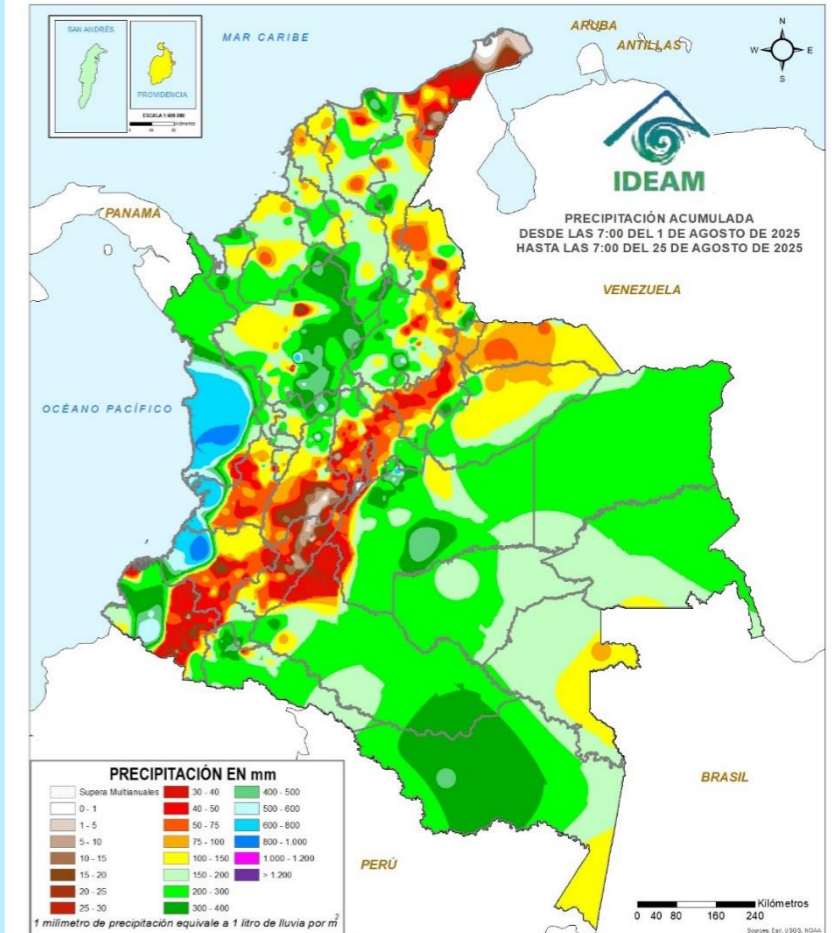 SAN ANDRÉS
PROVIDENCIA
MAR CARIBE
ARUBA
ANTILLAS
N
W
E
S
IDEAM
PRECIPITACIÓN ACUMULADA
DESDE LAS 7:00 DEL 1 DE AGOSTO DE 2025
HASTA LAS 7:00 DEL 25 DE AGOSTO DE 2025
PANAMÁ
VENEZUELA
OCÉANO PACÍFICO
BRASIL
PERÚ
PRECIPITACIÓN EN mm
Supera Multianuales
0 - 1
1 - 5
5 - 10
10 - 15
15 - 20
20 - 25
25 - 30
30 - 40
40 - 50
50 - 75
75 - 100
100 - 150
150 - 200
200 - 300
300 - 400
400 - 500
500 - 600
600 - 800
800 - 1.000
1.000 - 1.200
> 1.200
1 milímetro de precipitación equivale a 1 litro de lluvia por m²
Kilómetros
0 40 80 160 240
Sources: Esri, USGS, NOAA